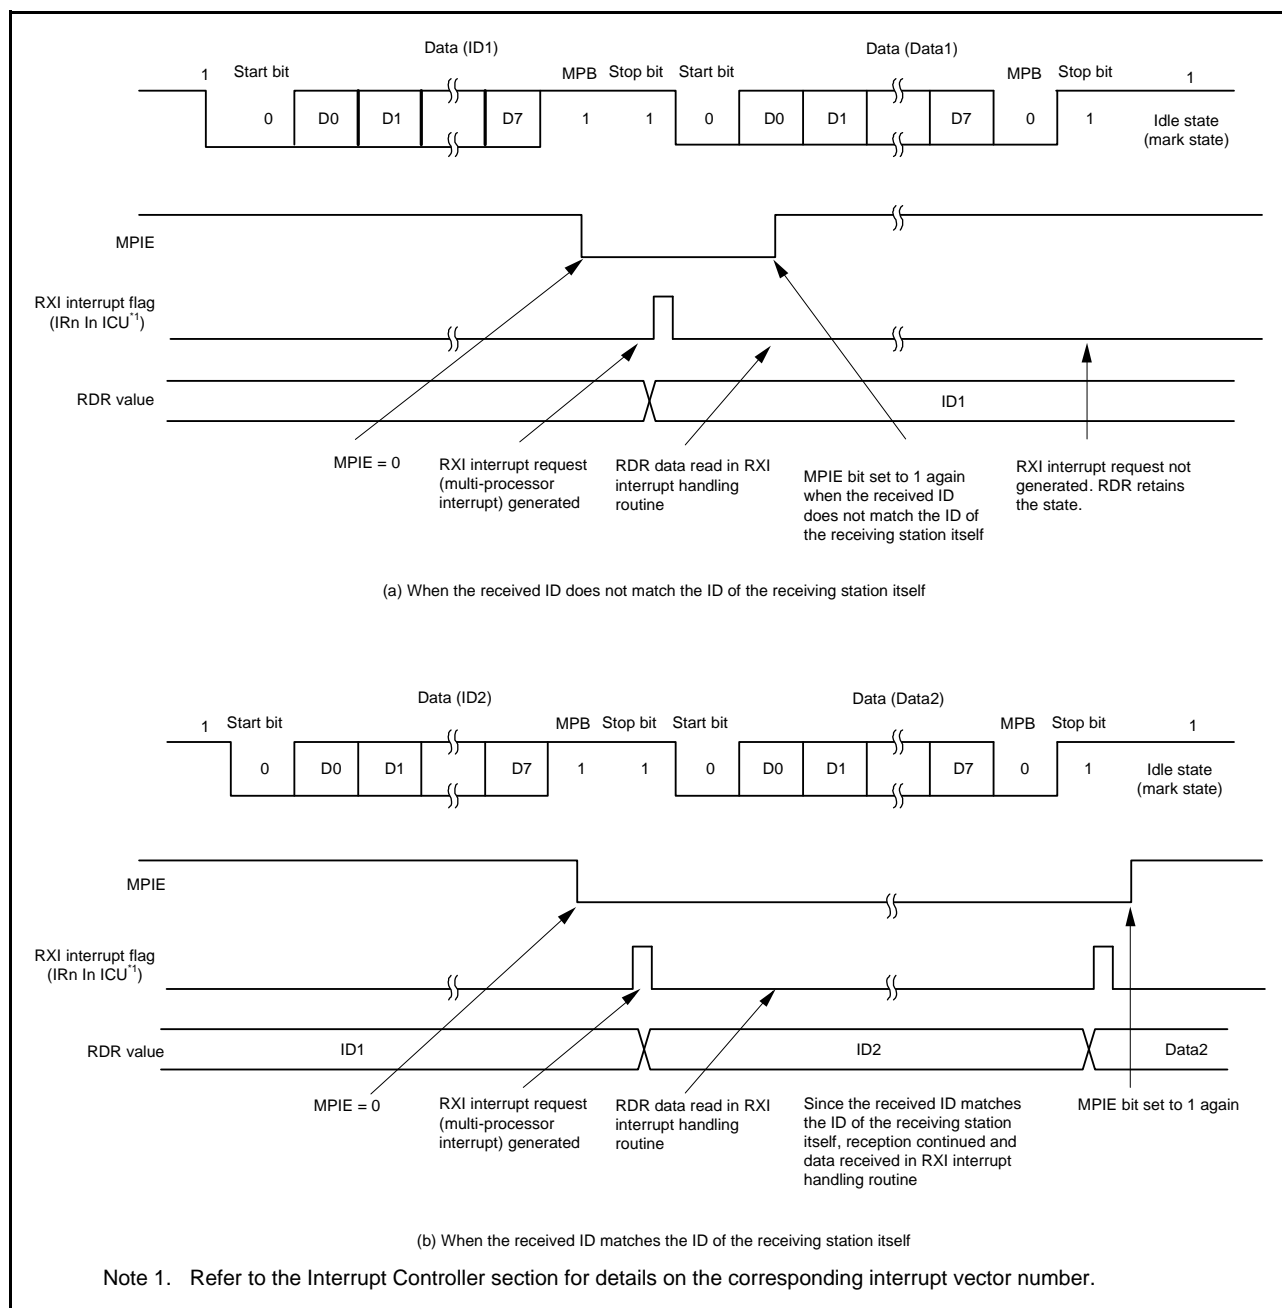 Data (ID1) Data (Data1)
1 Start bit MPB Stop bit Start bit MPB Stop bit 1
0 D0 D1 D7 1 1 0 D0 D1 D7 0 1 Idle state
(mark state)
MPIE
RXI interrupt flag
(IRn In ICU*1)
RDR value ID1
MPIE = 0
RXI interrupt request
(multi-processor
interrupt) generated
RDR data read in RXI
interrupt handling
routine
MPIE bit set to 1 again
when the received ID
does not match the ID of
the receiving station itself
RXI interrupt request not
generated. RDR retains
the state.
(a) When the received ID does not match the ID of the receiving station itself
Data (ID2) Data (Data2)
1 Start bit MPB Stop bit Start bit MPB Stop bit 1
0 D0 D1 D7 1 1 0 D0 D1 D7 0 1 Idle state
(mark state)
MPIE
RXI interrupt flag
(IRn In ICU*1)
RDR value ID1 ID2 Data2
MPIE = 0
RXI interrupt request
(multi-processor
interrupt) generated
RDR data read in RXI
interrupt handling
routine
Since the received ID matches
the ID of the receiving station
itself, reception continued and
data received in RXI interrupt
handling routine
MPIE bit set to 1 again
(b) When the received ID matches the ID of the receiving station itself
Note 1. Refer to the Interrupt Controller section for details on the corresponding interrupt vector number.